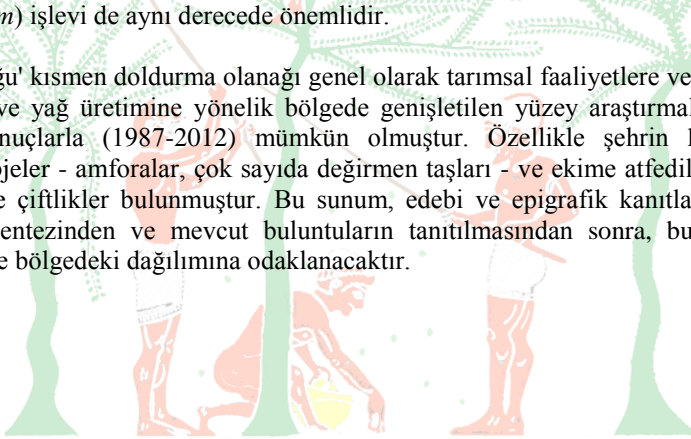 m) işlevi de aynı derecede önemlidir.
ğu' kısmen doldurma olanağı genel olarak tarımsal faaliyetlere ve
ve yağ üretimine yönelik bölgede genişletilen yüzey araştırmal
nuçlarla (1987-2012) mümkün olmuştur. Özellikle şehrin
jeler - amforalar, çok sayıda değirmen taşları - ve ekime atfedil
e çiftlikler bulunmuştur. Bu sunum, edebi ve epigrafik kanıtla
entezinden ve mevcut buluntuların tanıtılmasından sonra, bu
e bölgedeki dağılımına odaklanacaktır.